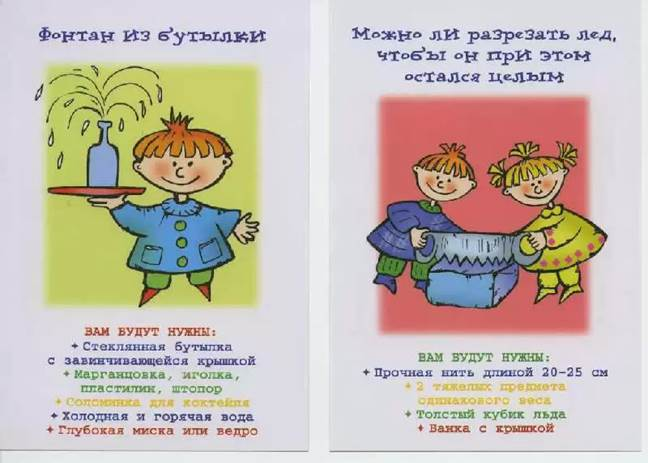 Фонтан из бутылки
ВАМ БУДУТ НУЖНЫ:
+ Стеклянная бутылка
с завинчивающейся крышкой
+ Марганцовка, иголка,
пластилин, штопор
+ Соломинка для коктейля
+ Холодная и горячая вода
+ Глубокая миска или ведро
Можно ли разрезать лед,
чтобы он при этом
остался целым
ВАМ БУДУТ НУЖНЫ:
+ Прочная нить длиной 20-25 см
+ 2 тяжелых предмета
одинакового веса
+ Толстый кубик льда
+ Банка с крышкой